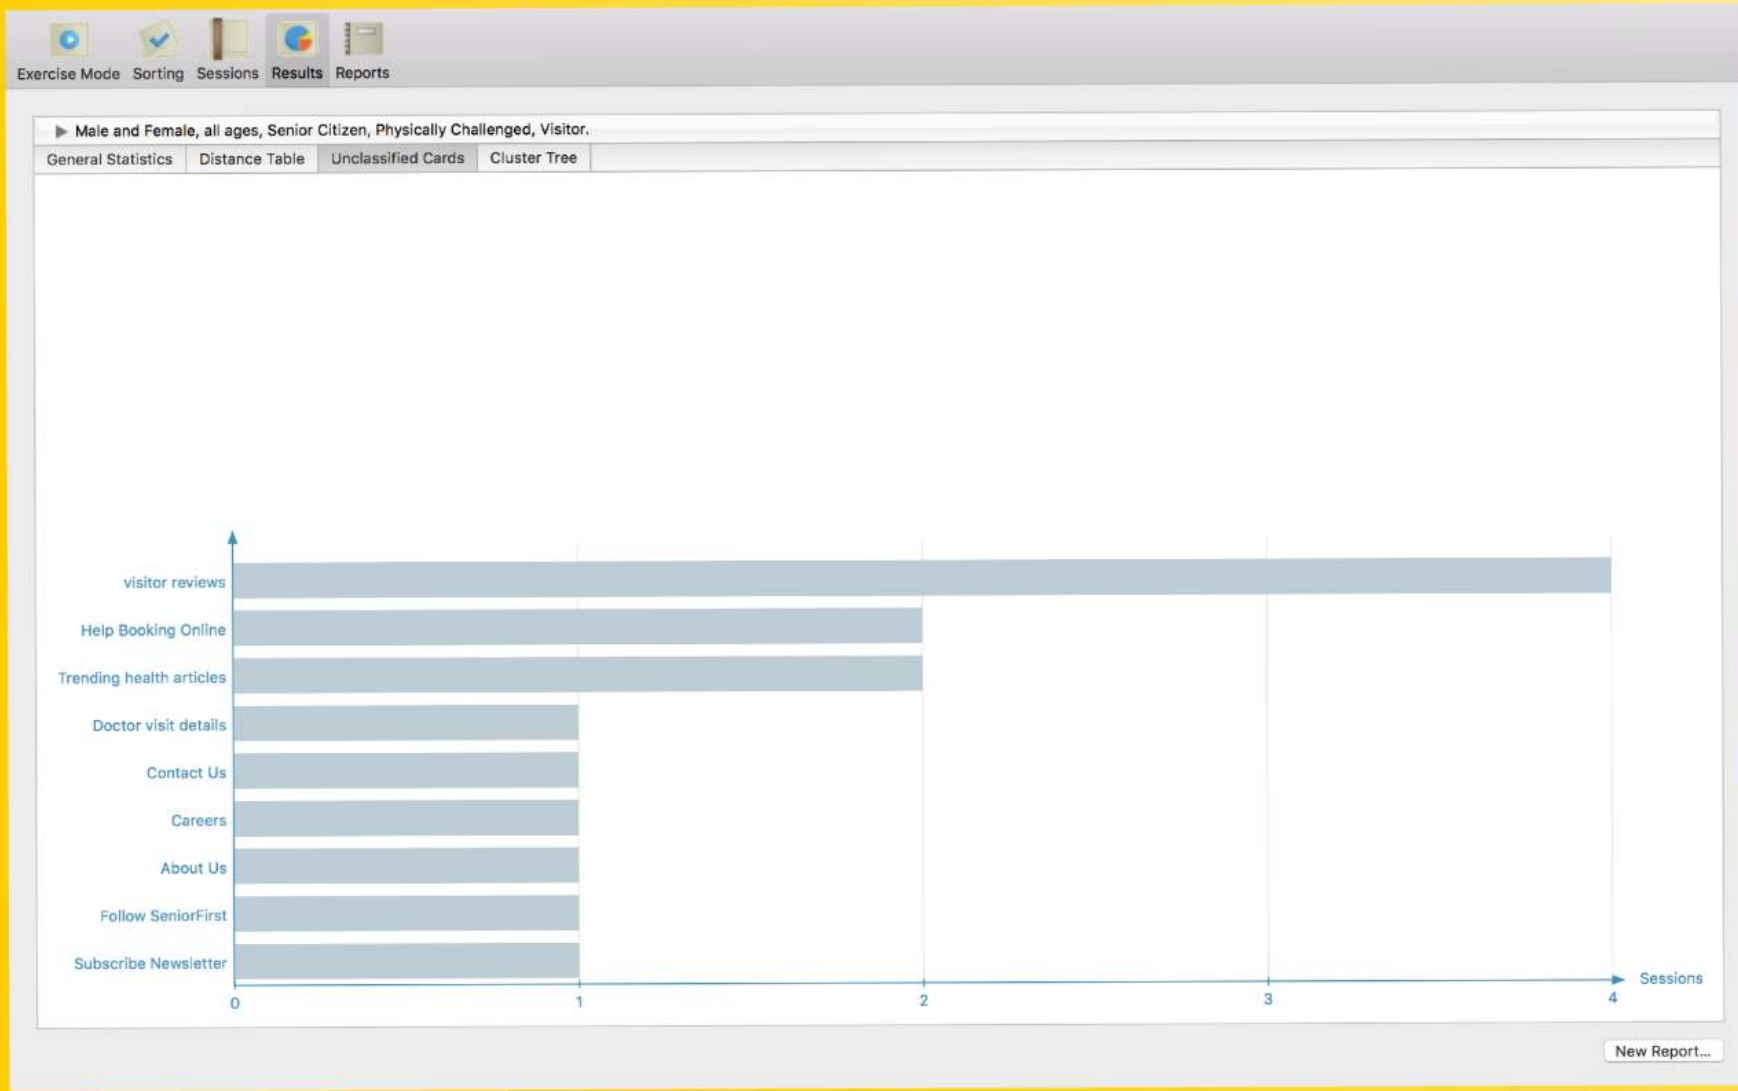 Exercise Mode Sorting Sessions Results Reports
Male and Female, all ages, Senior Citizen, Physically Challenged, Visitor.
General Statistics Distance Table Unclassified Cards Cluster Tree
visitor reviews
Help Booking Online
Trending health articles
Doctor visit details
Contact Us
Careers
About Us
Follow SeniorFirst
Subscribe Newsletter
Sessions
0 1 2 3 4
New Report...